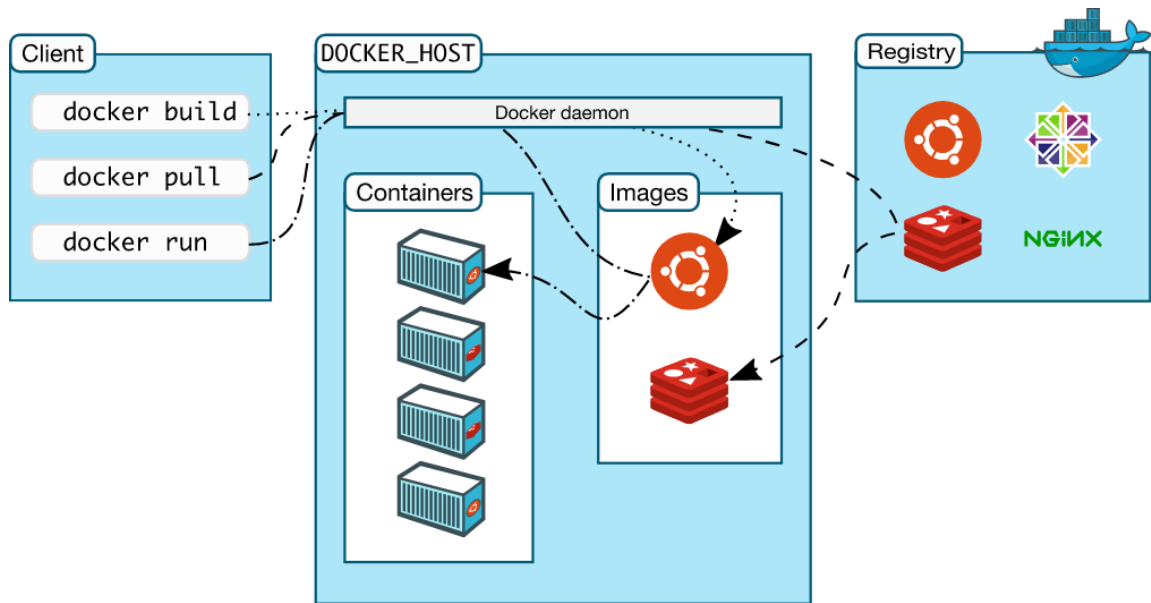 Client
docker build
docker pull
docker run
DOCKER_HOST
Docker daemon
Containers
Images
Registry
NGiNX